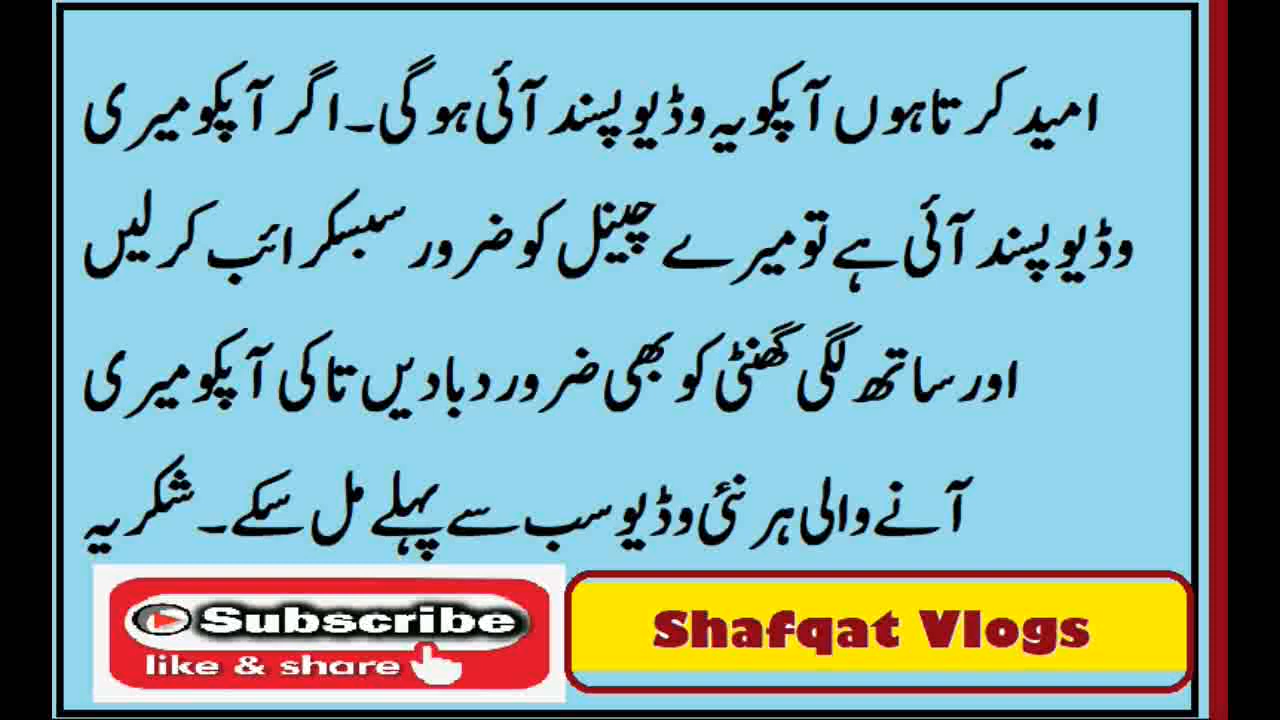 امید کرتا ہوں آپکو یہ وڈیو پسند آئی ہوگی۔ اگر آپکو میری
وڈیو پسند آئی ہے تو میرے چینل کو ضرور سبسکرائب کرلیں
اور ساتھ لگی گھنٹی کو بھی ضرور دبا دیں تاکی آپکو میری
آنے والی ہر نئی وڈیو سب سے پہلے مل سکے۔ شکریہ
Subscribe
like & share
Shafqat Vlogs